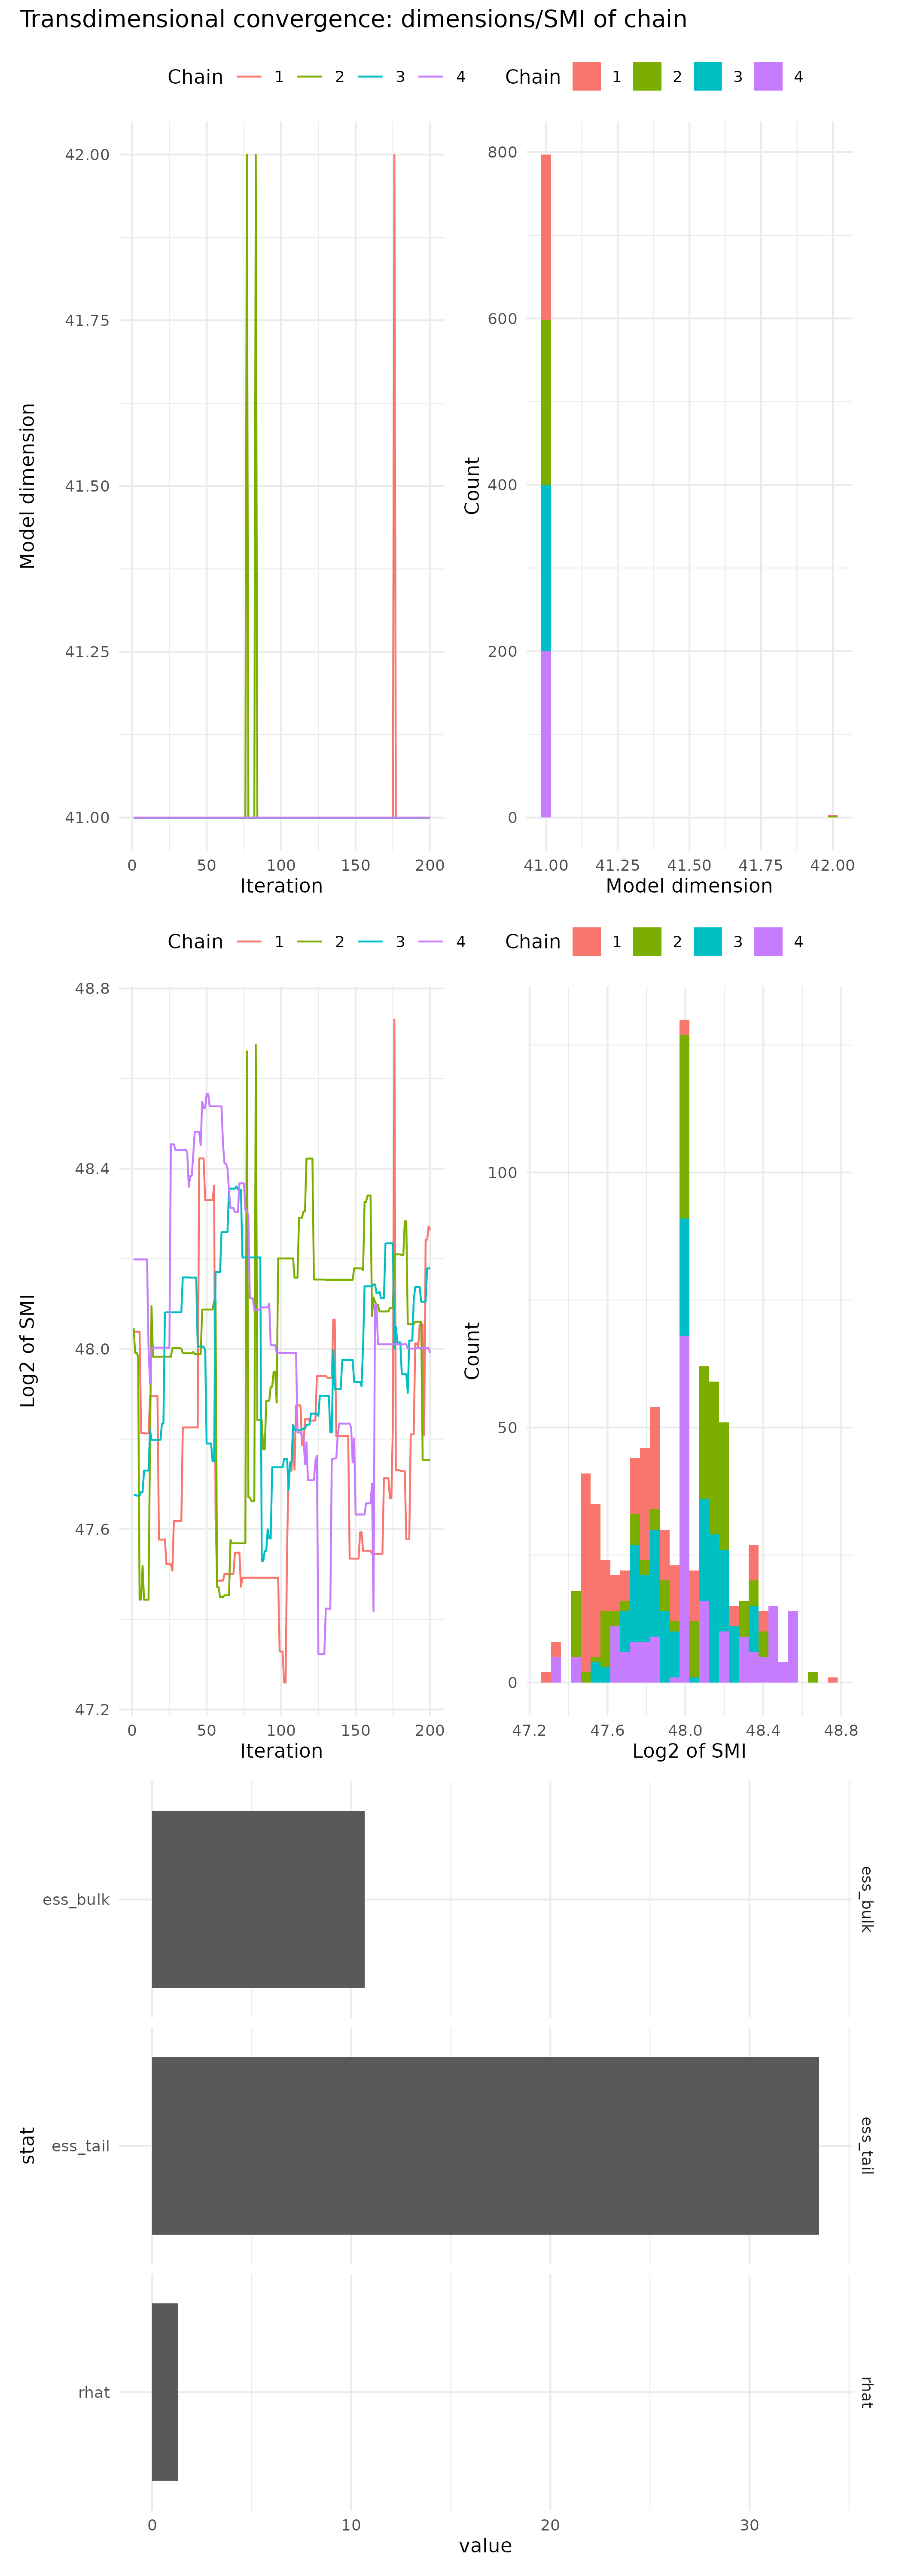 Transdimensional convergence: dimensions/SMI of chain
Chain 1 2 3 4
Chain 1 2 3 4
42.00
41.75
41.50
41.25
41.00
Model dimension
0 50 100 150 200
Iteration
800
600
400
200
0
Count
41.00 41.25 41.50 41.75 42.00
Model dimension
Chain 1 2 3 4
Chain 1 2 3 4
48.8
48.4
48.0
47.6
47.2
Log2 of SMI
0 50 100 150 200
Iteration
100
50
0
Count
47.2 47.6 48.0 48.4 48.8
Log2 of SMI
stat
ess_bulk
ess_bulk
ess_tail
ess_tail
rhat
rhat
0 10 20 30
value